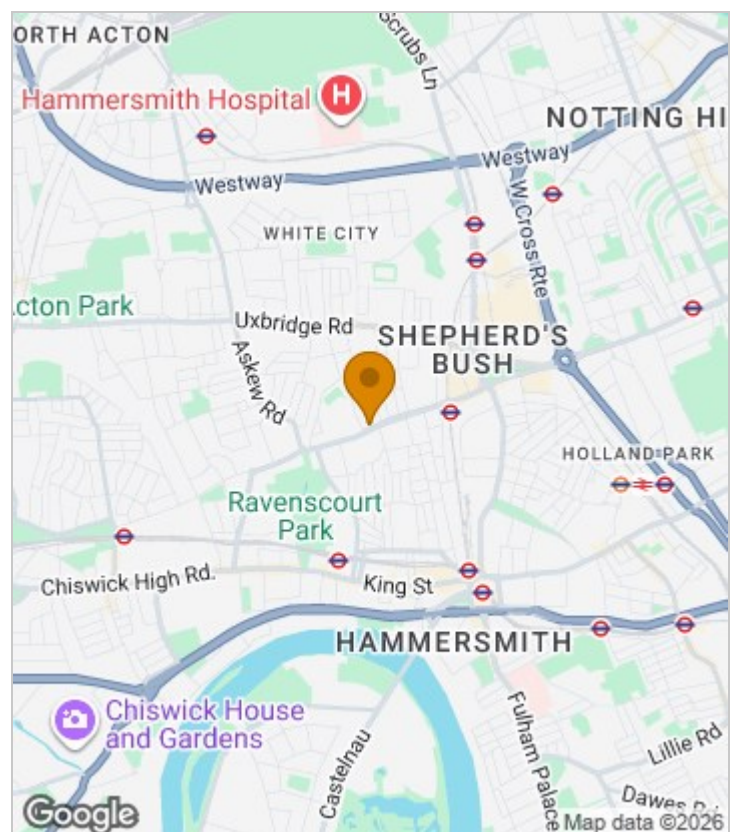 ORTH ACTON
Scrubs Ln
Hammersmith Hospital
H
NOTTING HI
Westway
Westway
W Cross Rte
WHITE CITY
cton Park
Uxbridge Rd
SHEPHERD'S
BUSH
Askew Rd
HOLLAND PARK
Ravenscourt
Park
Chiswick High Rd.
King St
HAMMERSMITH
Chiswick House
and Gardens
Castelnau
Fulham Palace
Lillie Rd
Dawes
Google
Map data ©2026